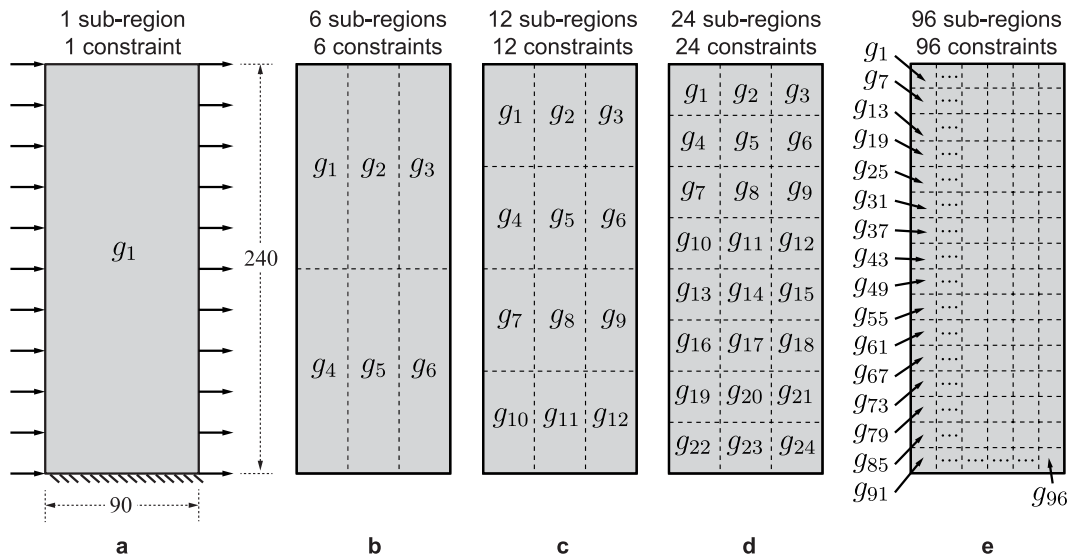 1 sub-region
1 constraint
6 sub-regions
6 constraints
12 sub-regions
12 constraints
24 sub-regions
24 constraints
96 sub-regions
96 constraints
g1
240
90
g1 g2 g3
g4 g5 g6
g1 g2 g3
g4 g5 g6
g7 g8 g9
g10 g11 g12
g1 g2 g3
g4 g5 g6
g7 g8 g9
g10 g11 g12
g13 g14 g15
g16 g17 g18
g19 g20 g21
g22 g23 g24
g1
g7
g13
g19
g25
g31
g37
g43
g49
g55
g61
g67
g73
g79
g85
g91
g96
a
b
c
d
e